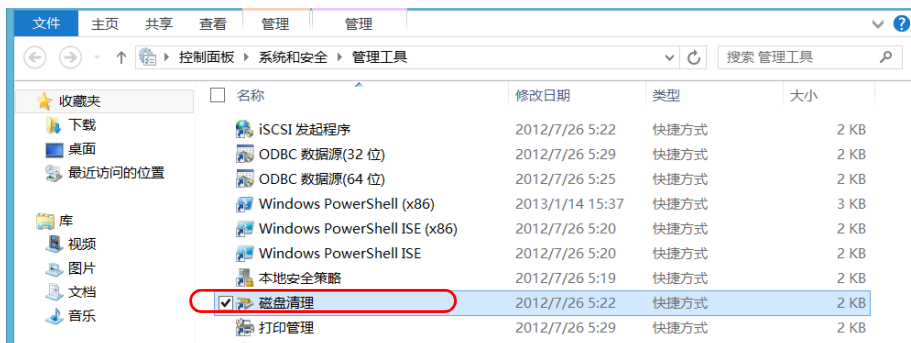 文件 主页 共享 查看 管理 管理
控制面板 系统和安全 管理工具 搜索 管理工具
收藏夹
下载
桌面
最近访问的位置
库
视频
图片
文档
音乐
名称 修改日期 类型 大小
iSCSI 发起程序 2012/7/26 5:22 快捷方式 2 KB
ODBC 数据源(32 位) 2012/7/26 5:29 快捷方式 2 KB
ODBC 数据源(64 位) 2012/7/26 5:25 快捷方式 2 KB
Windows PowerShell (x86) 2013/1/14 15:37 快捷方式 3 KB
Windows PowerShell ISE (x86) 2012/7/26 5:20 快捷方式 2 KB
Windows PowerShell ISE 2012/7/26 5:20 快捷方式 2 KB
本地安全策略 2012/7/26 5:19 快捷方式 2 KB
磁盘清理 2012/7/26 5:22 快捷方式 2 KB
打印管理 2012/7/26 5:29 快捷方式 2 KB